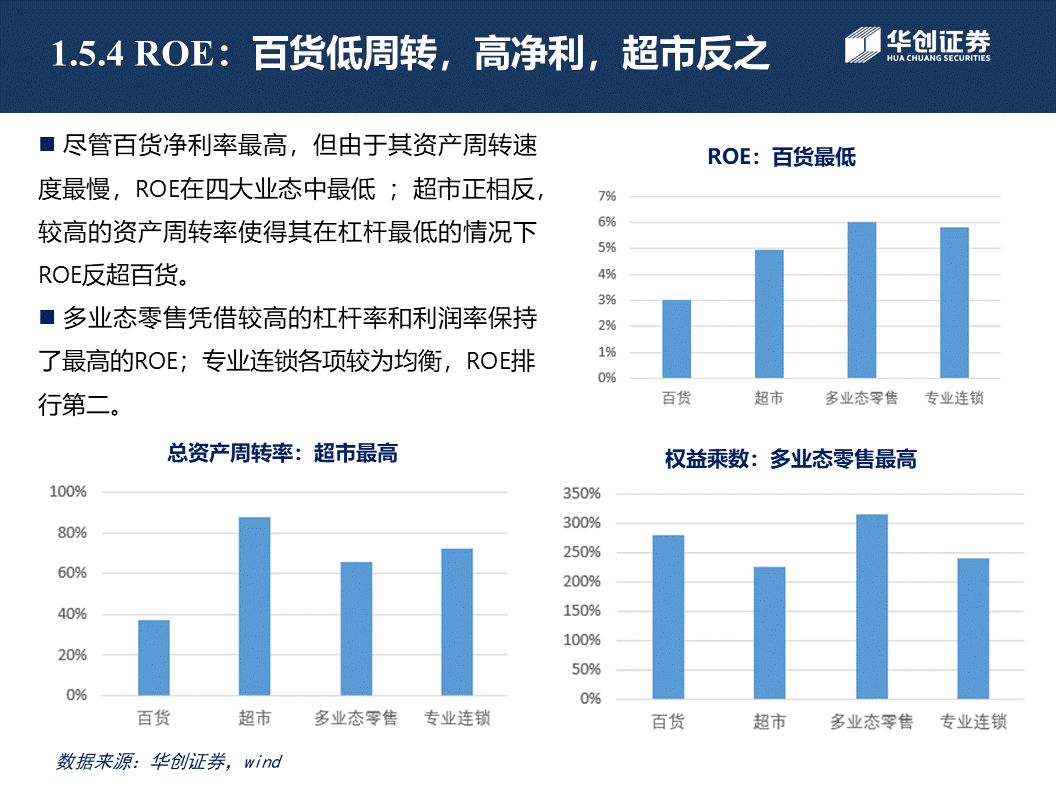 1.5.4 ROE：百货低周转，高净利，超市反之
华创证券
HUA CHUANG SECURITIES
■ 尽管百货净利率最高，但由于其资产周转速
度最慢，ROE在四大业态中最低 ；超市正相反，
较高的资产周转率使得其在杠杆最低的情况下
ROE反超百货。
■ 多业态零售凭借较高的杠杆率和利润率保持
了最高的ROE；专业连锁各项较为均衡，ROE排
行第二。
ROE：百货最低
7%
6%
5%
4%
3%
2%
1%
0%
百货 超市 多业态零售 专业连锁
总资产周转率：超市最高
100%
80%
60%
40%
20%
0%
百货 超市 多业态零售 专业连锁
权益乘数：多业态零售最高
350%
300%
250%
200%
150%
100%
50%
0%
百货 超市 多业态零售 专业连锁
数据来源：华创证券，wind